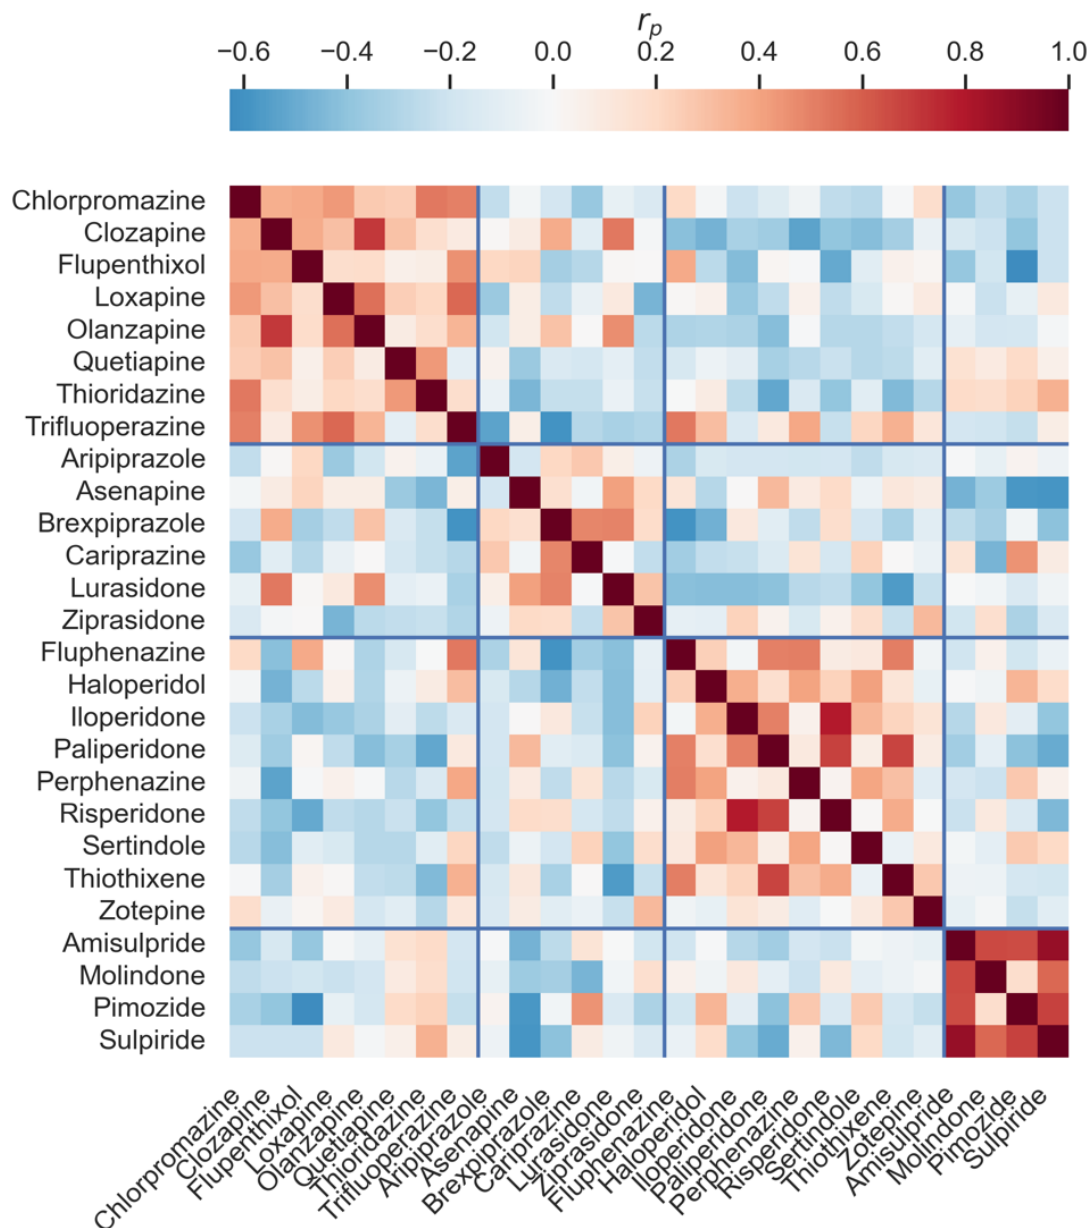 r_p
−0.6 −0.4 −0.2 0.0 0.2 0.4 0.6 0.8 1.0
Chlorpromazine
Clozapine
Flupenthixol
Loxapine
Olanzapine
Quetiapine
Thioridazine
Trifluoperazine
Aripiprazole
Asenapine
Brexpiprazole
Cariprazine
Lurasidone
Ziprasidone
Fluphenazine
Haloperidol
Iloperidone
Paliperidone
Perphenazine
Risperidone
Sertindole
Thiothixene
Zotepine
Amisulpride
Molindone
Pimozide
Sulpiride
Chlorpromazine
Clozapine
Flupenthixol
Loxapine
Olanzapine
Quetiapine
Thioridazine
Trifluoperazine
Aripiprazole
Asenapine
Brexpiprazole
Cariprazine
Lurasidone
Ziprasidone
Fluphenazine
Haloperidol
Iloperidone
Paliperidone
Perphenazine
Risperidone
Sertindole
Thiothixene
Zotepine
Amisulpride
Molindone
Pimozide
Sulpiride